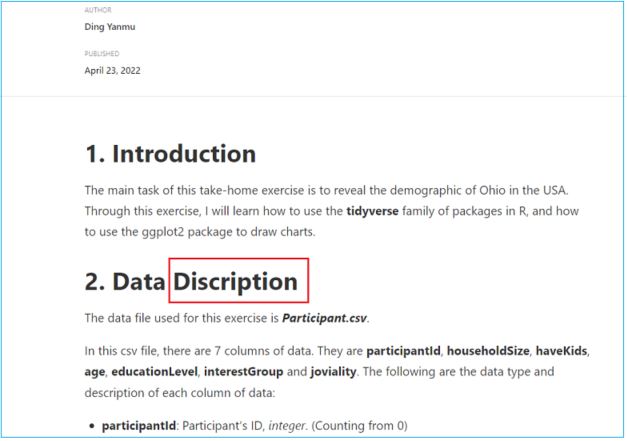 AUTHOR
Ding Yanmu
PUBLISHED
April 23, 2022
1. Introduction
The main task of this take-home exercise is to reveal the demographic of Ohio in the USA.
Through this exercise, I will learn how to use the tidyverse family of packages in R, and how
to use the ggplot2 package to draw charts.
2. Data Discription
The data file used for this exercise is Participant.csv.
In this csv file, there are 7 columns of data. They are participantId, householdSize, haveKids,
age, educationLevel, interestGroup and joviality. The following are the data type and
description of each column of data:
• participantId: Participant's ID, integer. (Counting from 0)